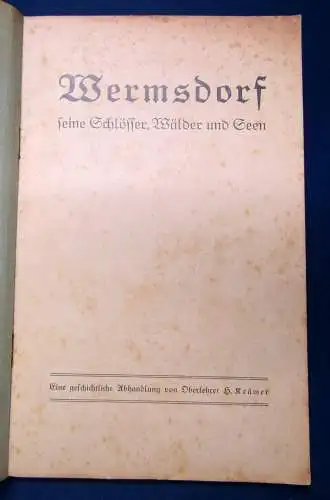 Wermsdorf
seine Schlösser, Wälder und Seen
Eine geschichtliche Abhandlung von Oberlehrer H. Krämer